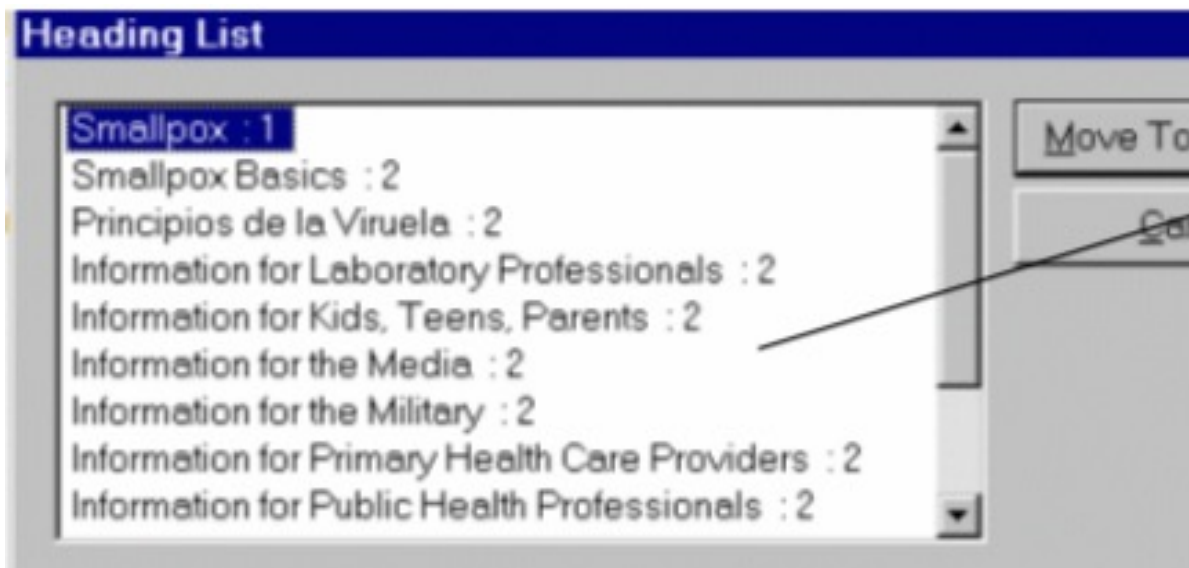 Heading List
Smallpox : 1
Move To
Smallpox Basics : 2
Principios de la Viruela : 2
Ca
Information for Laboratory Professionals : 2
Information for Kids, Teens, Parents : 2
Information for the Media : 2
Information for the Military : 2
Information for Primary Health Care Providers : 2
Information for Public Health Professionals : 2